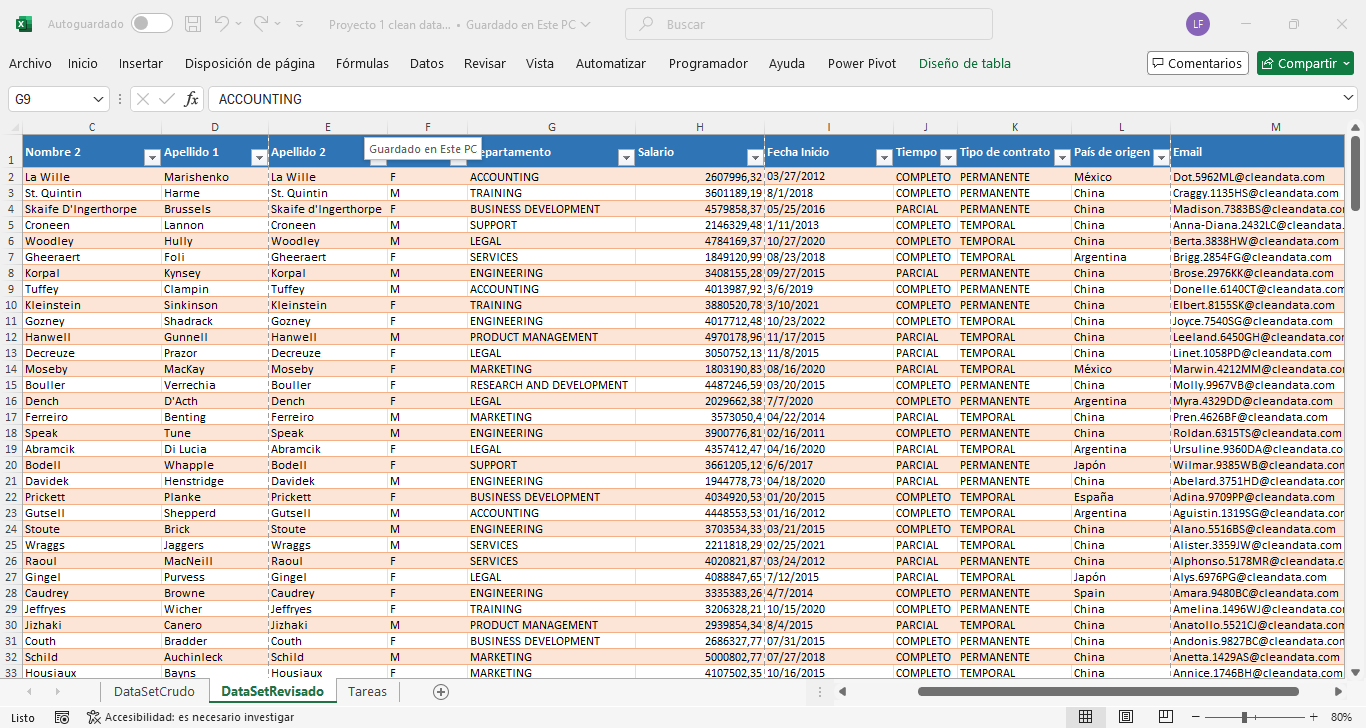 Autoguardado Proyecto 1 clean data... • Guardado en Este PC Buscar LF
Archivo Inicio Insertar Disposición de página Fórmulas Datos Revisar Vista Automatizar Programador Ayuda Power Pivot Diseño de tabla Comentarios Compartir
G9 fx ACCOUNTING
C D E F G H I J K L M
Guardado en Este PC
1 Nombre 2 Apellido 1 Apellido 2 epartamento Salario Fecha Inicio Tiempo Tipo de contrato País de origen Email
2 La Wille Marishenko La Wille F ACCOUNTING 2607996,32 03/27/2012 COMPLETO PERMANENTE México Dot.5962ML@cleandata.com
3 St. Quintin Harme St. Quintin M TRAINING 3601189,19 8/1/2018 COMPLETO PERMANENTE China Craggy.1135HS@cleandata.com
4 Skaife D'Ingerthorpe Brussels Skaife d'Ingerthorpe F BUSINESS DEVELOPMENT 4579858,37 05/25/2016 PARCIAL PERMANENTE China Madison.7383BS@cleandata.co
5 Croneen Lannon Croneen M SUPPORT 2146329,48 1/11/2013 COMPLETO TEMPORAL China Anna-Diana.2432LC@cleandata.
6 Woodley Hully Woodley M LEGAL 4784169,37 10/27/2020 COMPLETO TEMPORAL China Berta.3838HW@cleandata.com
7 Gheeraert Foli Gheeraert F SERVICES 1849120,99 08/23/2018 COMPLETO TEMPORAL Argentina Brigg.2854FG@cleandata.com
8 Korpal Kynsey Korpal M ENGINEERING 3408155,28 09/27/2015 PARCIAL PERMANENTE China Brose.2976KK@cleandata.com
9 Tuffey Clampin Tuffey M ACCOUNTING 4013987,92 3/6/2019 COMPLETO PERMANENTE China Donelle.6140CT@cleandata.com
10 Kleinstein Sinkinson Kleinstein F TRAINING 3880520,78 3/10/2021 COMPLETO PERMANENTE China Elbert.8155SK@cleandata.com
11 Gozney Shadrack Gozney F ENGINEERING 4017712,48 10/23/2022 COMPLETO TEMPORAL China Joyce.7540SG@cleandata.com
12 Hanwell Gunnell Hanwell M PRODUCT MANAGEMENT 4970178,96 11/17/2015 PARCIAL TEMPORAL China Leeland.6450GH@cleandata.com
13 Decreuze Prazor Decreuze F LEGAL 3050752,13 11/8/2015 PARCIAL TEMPORAL China Linet.1058PD@cleandata.com
14 Moseby MacKay Moseby F MARKETING 1803190,83 08/16/2020 PARCIAL TEMPORAL México Marwin.4212MM@cleandata.com
15 Bouller Verrechia Bouller F RESEARCH AND DEVELOPMENT 4487246,59 03/20/2015 COMPLETO PERMANENTE China Molly.9967VB@cleandata.com
16 Dench D'Acth Dench F LEGAL 2029662,38 7/7/2020 COMPLETO PERMANENTE Argentina Myra.4329DD@cleandata.com
17 Ferreiro Benting Ferreiro M MARKETING 3573050,4 04/22/2014 PARCIAL TEMPORAL China Pren.4626BF@cleandata.com
18 Speak Tune Speak M ENGINEERING 3900776,81 02/16/2011 COMPLETO PERMANENTE China Roldan.6315TS@cleandata.com
19 Abramcik Di Lucia Abramcik F LEGAL 4357412,47 04/16/2020 PARCIAL TEMPORAL Argentina Ursuline.9360DA@cleandata.co
20 Bodell Whapple Bodell F SUPPORT 3661205,12 6/6/2017 PARCIAL PERMANENTE Japón Wilmar.9385WB@cleandata.com
21 Davidek Henstridge Davidek M ENGINEERING 1944778,73 04/18/2020 PARCIAL PERMANENTE China Abelard.3751HD@cleandata.com
22 Prickett Planke Prickett F BUSINESS DEVELOPMENT 4034920,53 01/20/2015 COMPLETO TEMPORAL España Adina.9709PP@cleandata.com
23 Gutsell Shepperd Gutsell M ACCOUNTING 4448553,53 01/16/2012 COMPLETO TEMPORAL Argentina Aguistin.1319SG@cleandata.com
24 Stoute Brick Stoute M ENGINEERING 3703534,33 03/21/2015 COMPLETO TEMPORAL China Alano.5516BS@cleandata.com
25 Wraggs Jaggers Wraggs M SERVICES 2211818,29 02/25/2021 PARCIAL TEMPORAL China Alister.3359JW@cleandata.com
26 Raoul MacNeill Raoul F SERVICES 4020821,87 03/24/2012 PARCIAL PERMANENTE China Alphonso.5178MR@cleandata.c
27 Gingel Purvess Gingel F LEGAL 4088847,65 7/12/2015 PARCIAL TEMPORAL Japón Alys.6976PG@cleandata.com
28 Caudrey Browne Caudrey F ENGINEERING 3335383,26 4/7/2014 COMPLETO PERMANENTE Spain Amara.9480BC@cleandata.com
29 Jeffryes Wicher Jeffryes F TRAINING 3206328,21 10/15/2020 COMPLETO TEMPORAL China Amelina.1496WJ@cleandata.com
30 Jizhaki Canero Jizhaki M PRODUCT MANAGEMENT 2939854,34 8/4/2015 PARCIAL TEMPORAL China Anatollo.5521CJ@cleandata.com
31 Couth Bradder Couth F BUSINESS DEVELOPMENT 2686327,77 07/31/2015 COMPLETO PERMANENTE China Andonis.9827BC@cleandata.com
32 Schild Auchinleck Schild M MARKETING 5000802,77 07/27/2018 COMPLETO PERMANENTE China Anetta.1429AS@cleandata.com
33 Housiaux Bayns Housiaux F MARKETING 4107502,35 10/16/2015 COMPLETO PERMANENTE China Annice.1746BH@cleandata.com
DataSetCrudo DataSetRevisado Tareas
Listo Accesibilidad: es necesario investigar 80%